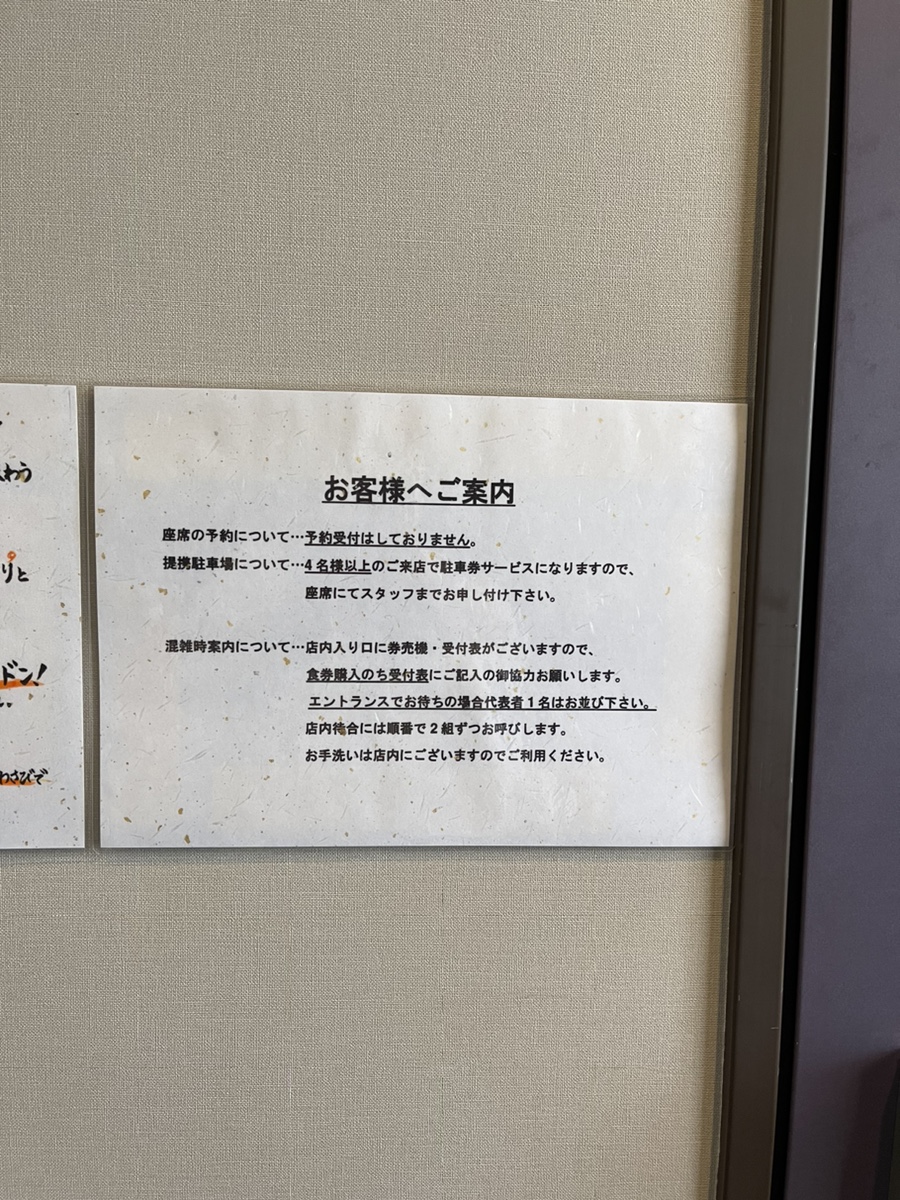 わう
りと
ドン!
わさびで
お客様へご案内
座席の予約について…予約受付はしておりません。
提携駐車場について…4名様以上のご来店で駐車券サービスになりますので、
座席にてスタッフまでお申し付け下さい。
混雑時案内について…店内入り口に券売機・受付表がございますので、
食券購入のち受付表にご記入の御協力お願いします。
エントランスでお待ちの場合代表者1名はお並び下さい。
店内待合には順番で2組ずつお呼びします。
お手洗いは店内にございますのでご利用ください。